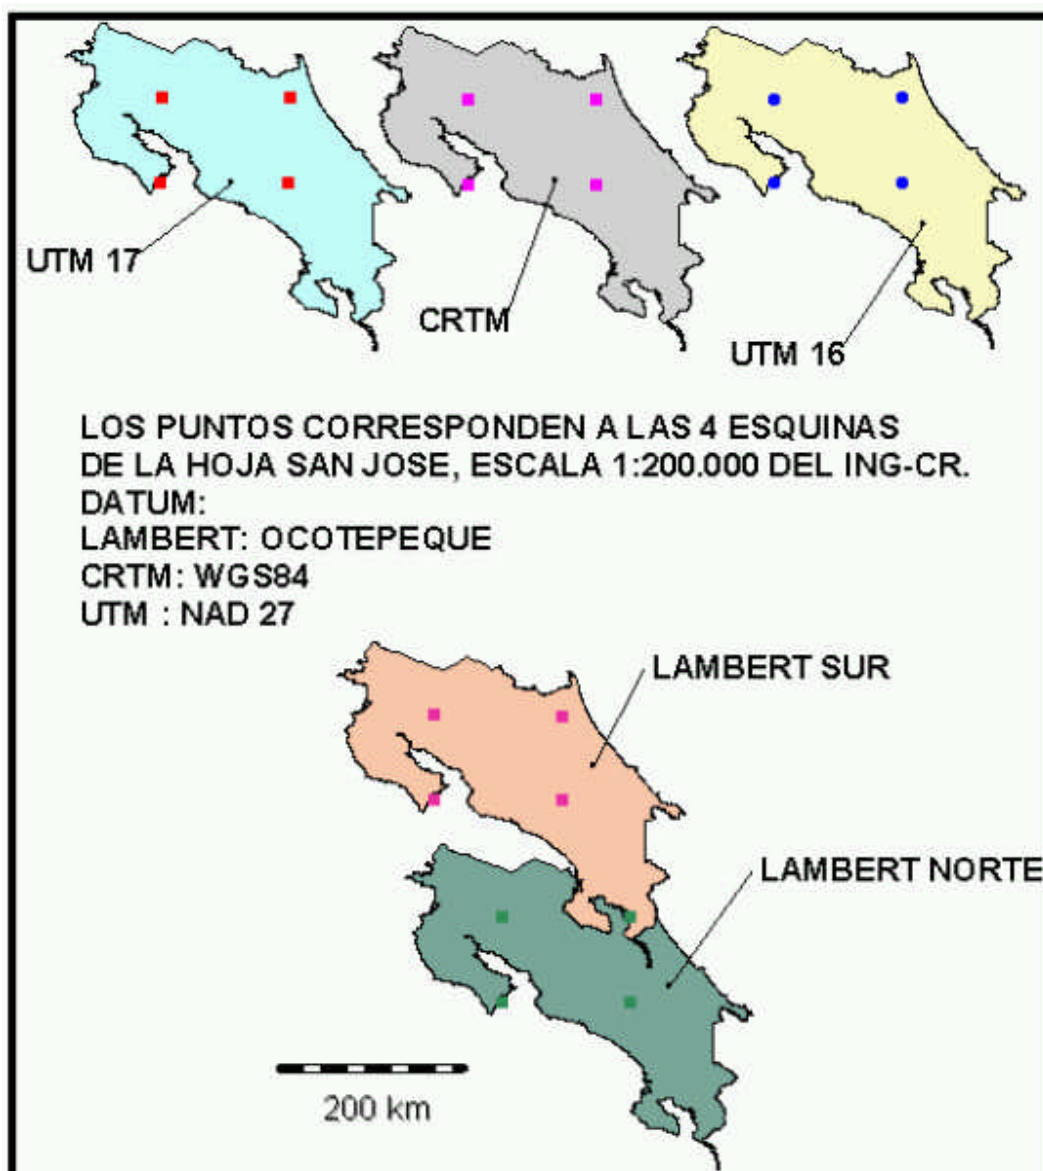 UTM 17
CRTM
UTM 16
LOS PUNTOS CORRESPONDEN A LAS 4 ESQUINAS
DE LA HOJA SAN JOSE, ESCALA 1:200.000 DEL ING-CR.
DATUM:
LAMBERT: OCOTEPEQUE
CRTM: WGS84
UTM : NAD 27
LAMBERT SUR
LAMBERT NORTE
200 km